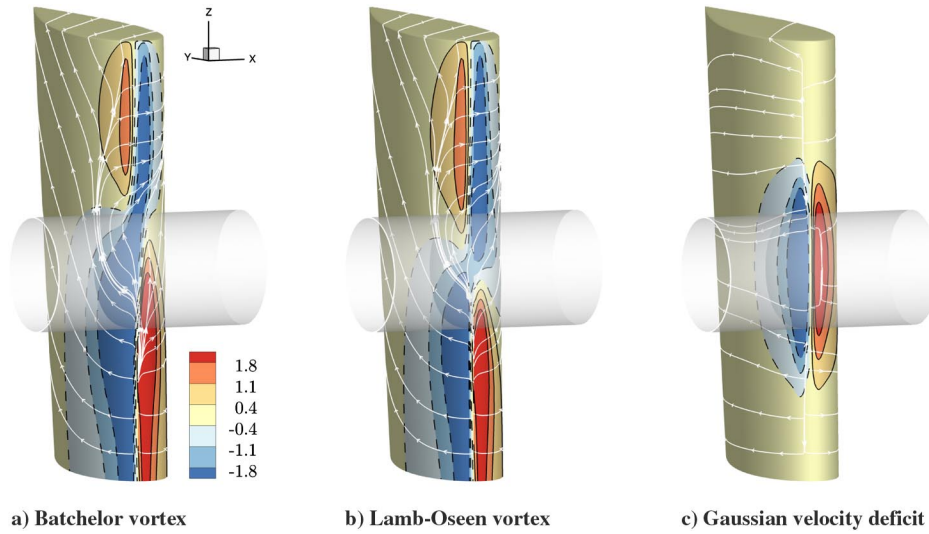 Z
Y X
1.8
1.1
0.4
-0.4
-1.1
-1.8
a) Batchelor vortex b) Lamb-Oseen vortex c) Gaussian velocity deficit